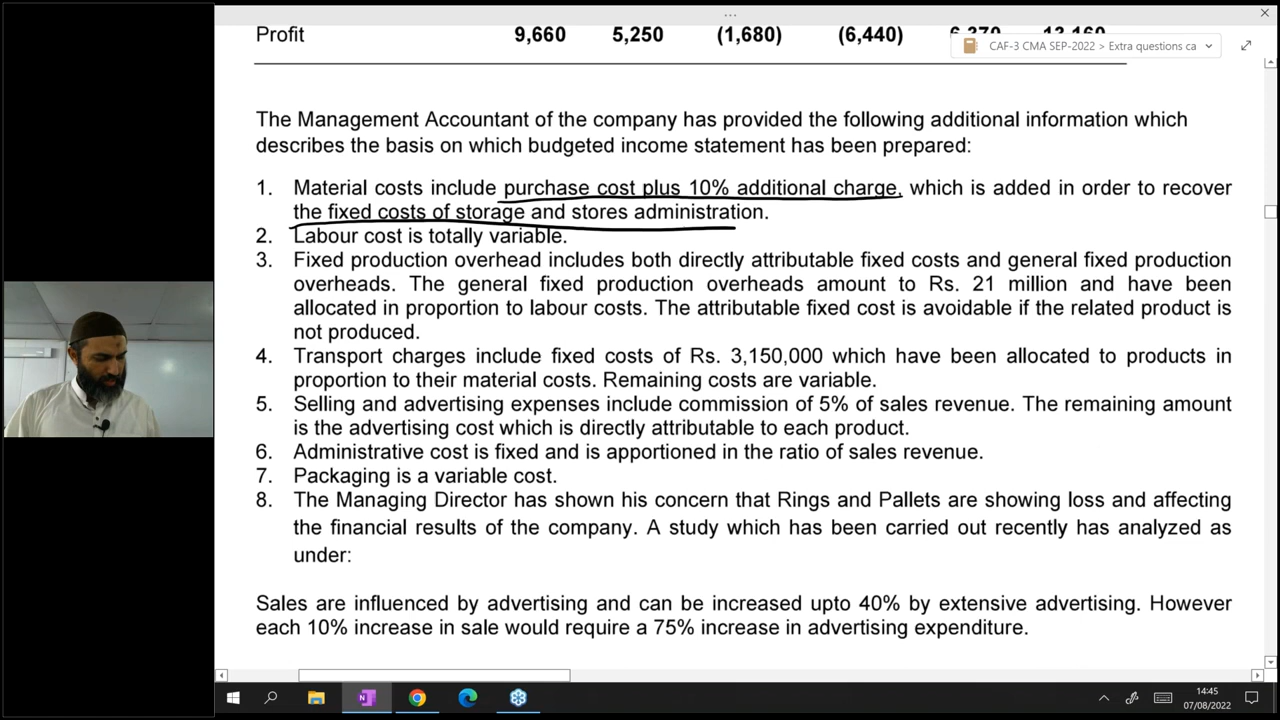 Profit 9,660 5,250 (1,680) (6,440)
CAF-3 CMA SEP-2022 > Extra questions ca
The Management Accountant of the company has provided the following additional information which
describes the basis on which budgeted income statement has been prepared:
1. Material costs include purchase cost plus 10% additional charge, which is added in order to recover
the fixed costs of storage and stores administration.
2. Labour cost is totally variable.
3. Fixed production overhead includes both directly attributable fixed costs and general fixed production
overheads. The general fixed production overheads amount to Rs. 21 million and have been
allocated in proportion to labour costs. The attributable fixed cost is avoidable if the related product is
not produced.
4. Transport charges include fixed costs of Rs. 3,150,000 which have been allocated to products in
proportion to their material costs. Remaining costs are variable.
5. Selling and advertising expenses include commission of 5% of sales revenue. The remaining amount
is the advertising cost which is directly attributable to each product.
6. Administrative cost is fixed and is apportioned in the ratio of sales revenue.
7. Packaging is a variable cost.
8. The Managing Director has shown his concern that Rings and Pallets are showing loss and affecting
the financial results of the company. A study which has been carried out recently has analyzed as
under:
Sales are influenced by advertising and can be increased upto 40% by extensive advertising. However
each 10% increase in sale would require a 75% increase in advertising expenditure.
14:45
07/08/2022